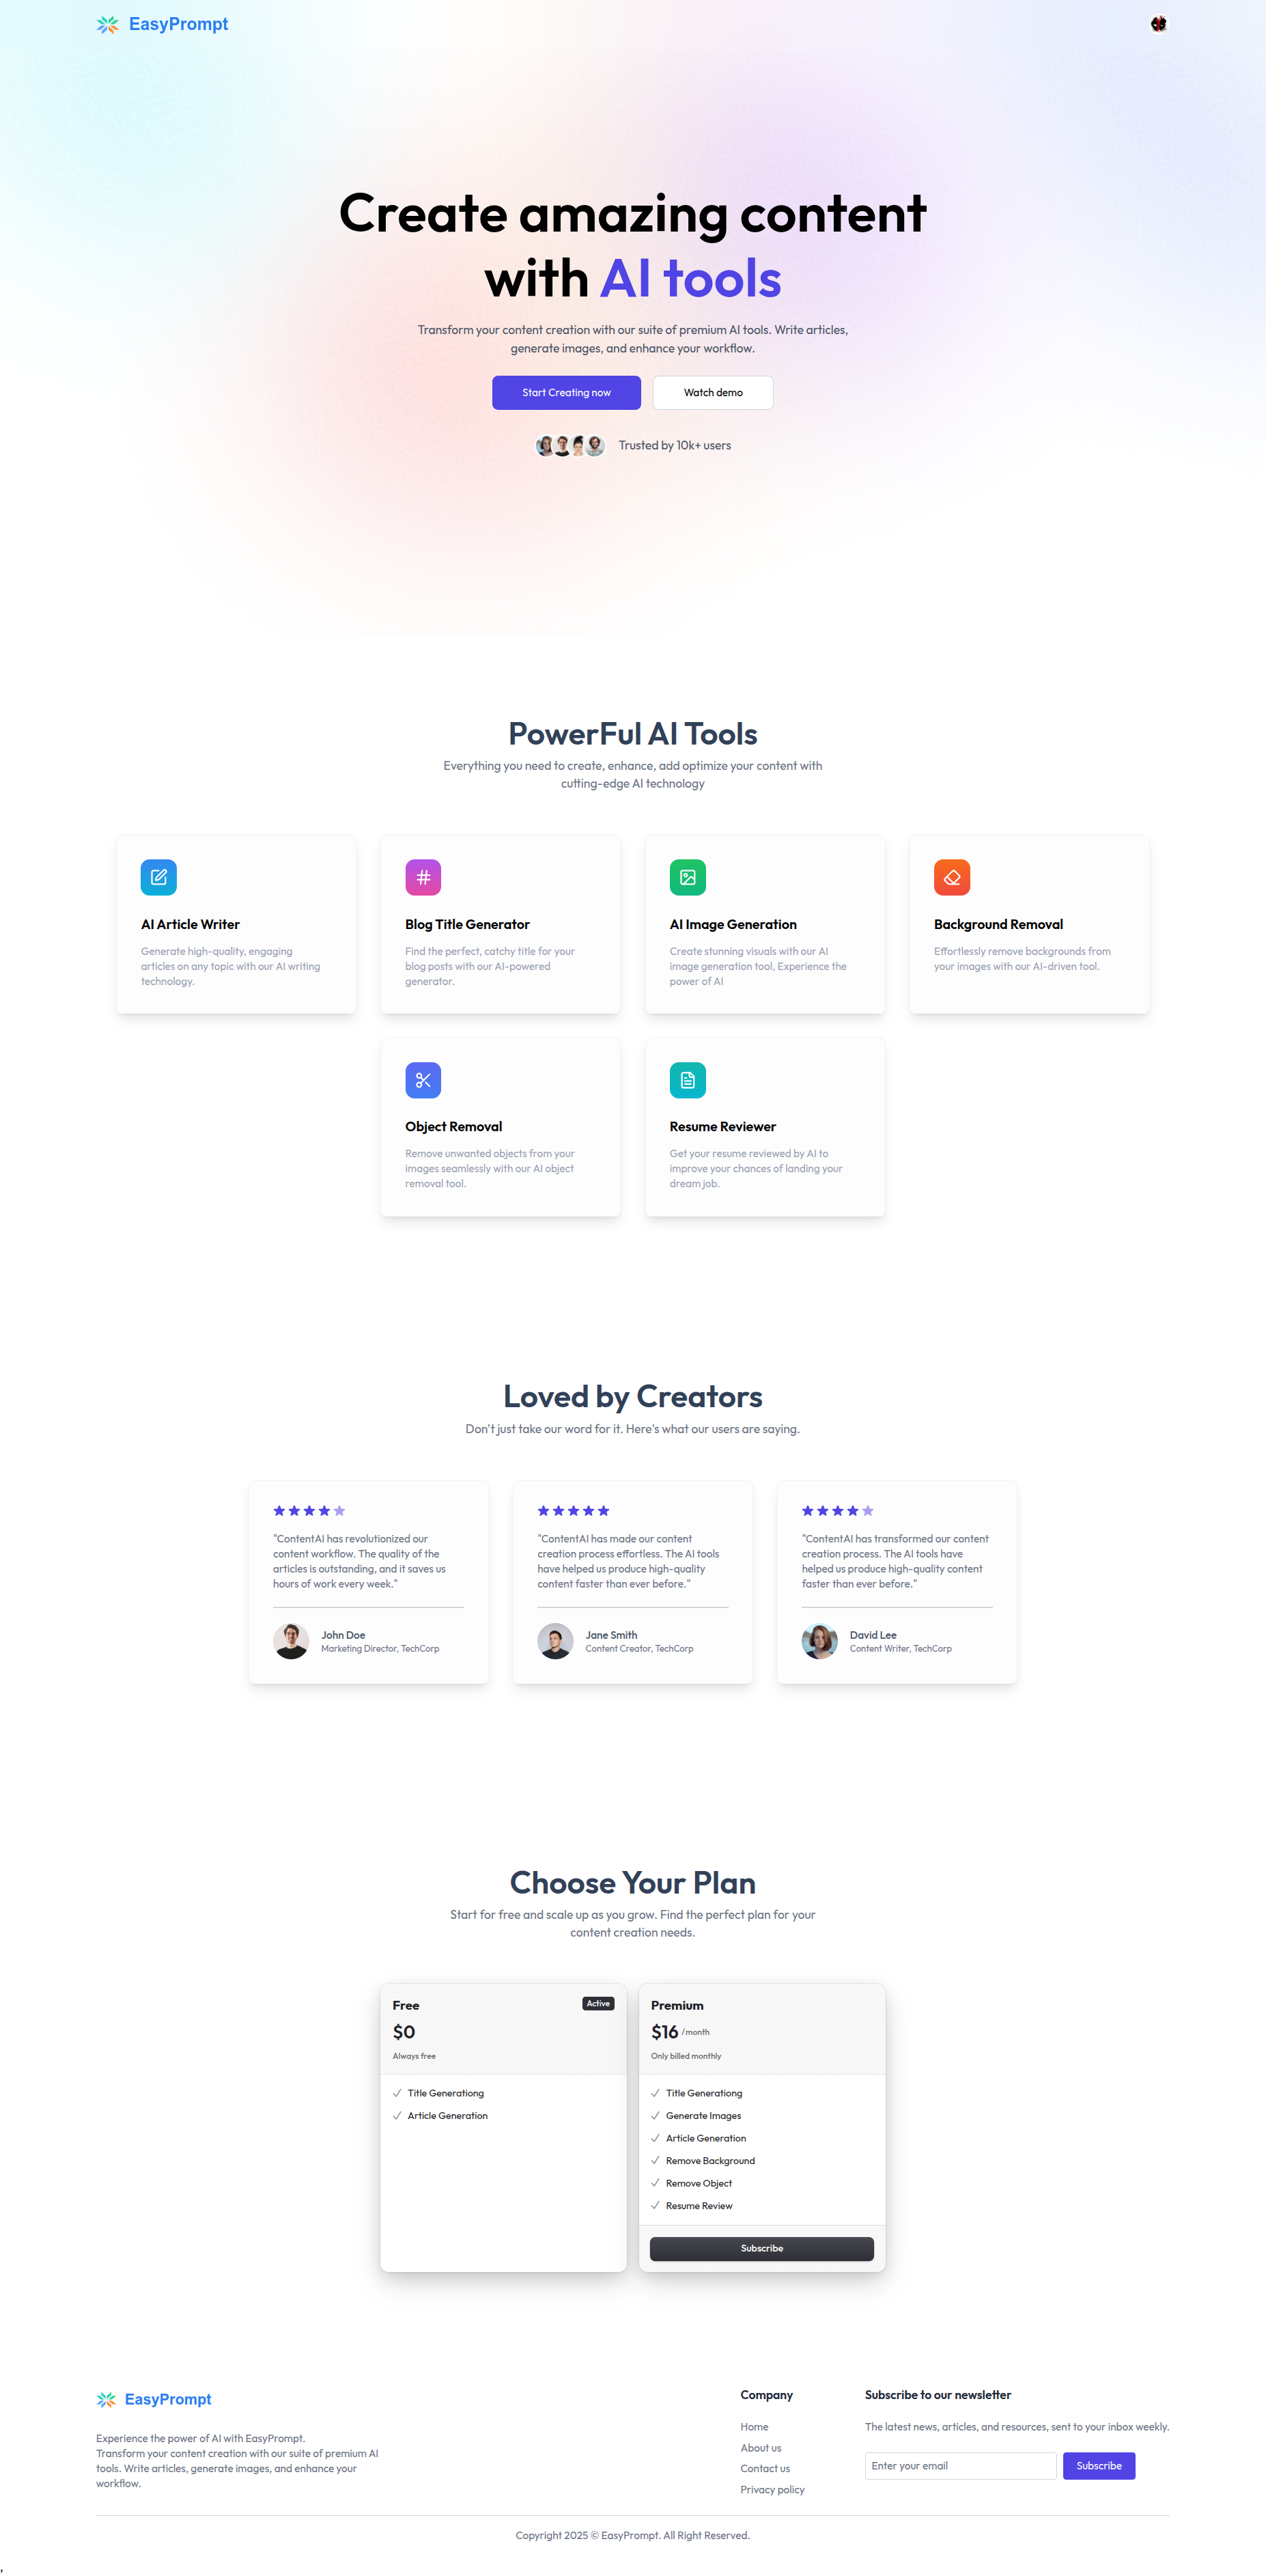 EasyPrompt
Create amazing content
with AI tools
Transform your content creation with our suite of premium AI tools. Write articles,
generate images, and enhance your workflow.
Start Creating now
Watch demo
Trusted by 10k+ users
PowerFul AI Tools
Everything you need to create, enhance, add optimize your content with
cutting-edge AI technology
AI Article Writer
Generate high-quality, engaging
articles on any topic with our AI writing
technology.
Blog Title Generator
Find the perfect, catchy title for your
blog posts with our AI-powered
generator.
AI Image Generation
Create stunning visuals with our AI
image generation tool, Experience the
power of AI
Background Removal
Effortlessly remove backgrounds from
your images with our AI-driven tool.
Object Removal
Remove unwanted objects from your
images seamlessly with our AI object
removal tool.
Resume Reviewer
Get your resume reviewed by AI to
improve your chances of landing your
dream job.
Loved by Creators
Don't just take our word for it. Here's what our users are saying.
"ContentAI has revolutionized our
content workflow. The quality of the
articles is outstanding, and it saves us
hours of work every week."
John Doe
Marketing Director, TechCorp
"ContentAI has made our content
creation process effortless. The AI tools
have helped us produce high-quality
content faster than ever before."
Jane Smith
Content Creator, TechCorp
"ContentAI has transformed our content
creation process. The AI tools have
helped us produce high-quality content
faster than ever before."
David Lee
Content Writer, TechCorp
Choose Your Plan
Start for free and scale up as you grow. Find the perfect plan for your
content creation needs.
Free
Active
$0
Always free
Title Generationg
Article Generation
Premium
$16 /month
Only billed monthly
Title Generationg
Generate Images
Article Generation
Remove Background
Remove Object
Resume Review
Subscribe
EasyPrompt
Experience the power of AI with EasyPrompt.
Transform your content creation with our suite of premium AI
tools. Write articles, generate images, and enhance your
workflow.
Company
Home
About us
Contact us
Privacy policy
Subscribe to our newsletter
The latest news, articles, and resources, sent to your inbox weekly.
Enter your email
Subscribe
Copyright 2025 © EasyPrompt. All Right Reserved.
,